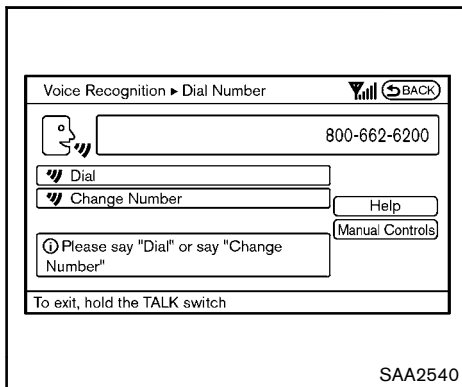 Voice Recognition ▸ Dial Number
BACK
800-662-6200
Dial
Change Number
Help
Manual Controls
Please say "Dial" or say "Change
Number"
To exit, hold the TALK switch
SAA2540